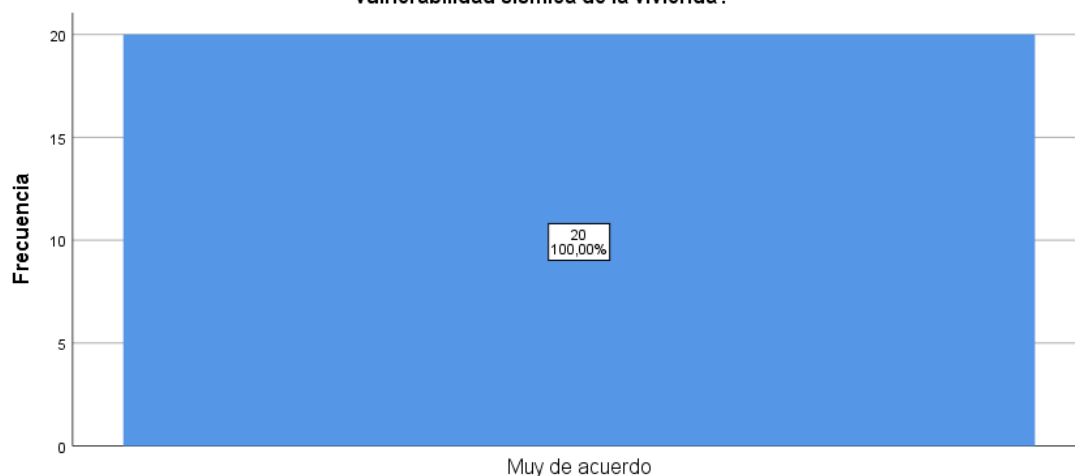 vulnerabilidad sísmica de la vivienda?
20
15
10
5
0
Frecuencia
20
100,00%
Muy de acuerdo